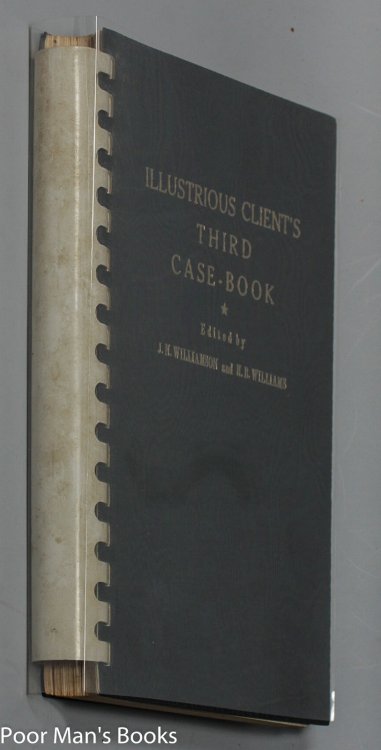 ILLUSTRIOUS CLIENT'S
THIRD
CASE-BOOK
Edited by
J. N. WILLIAMSON and H. B. WILLIAMS
Poor Man's Books